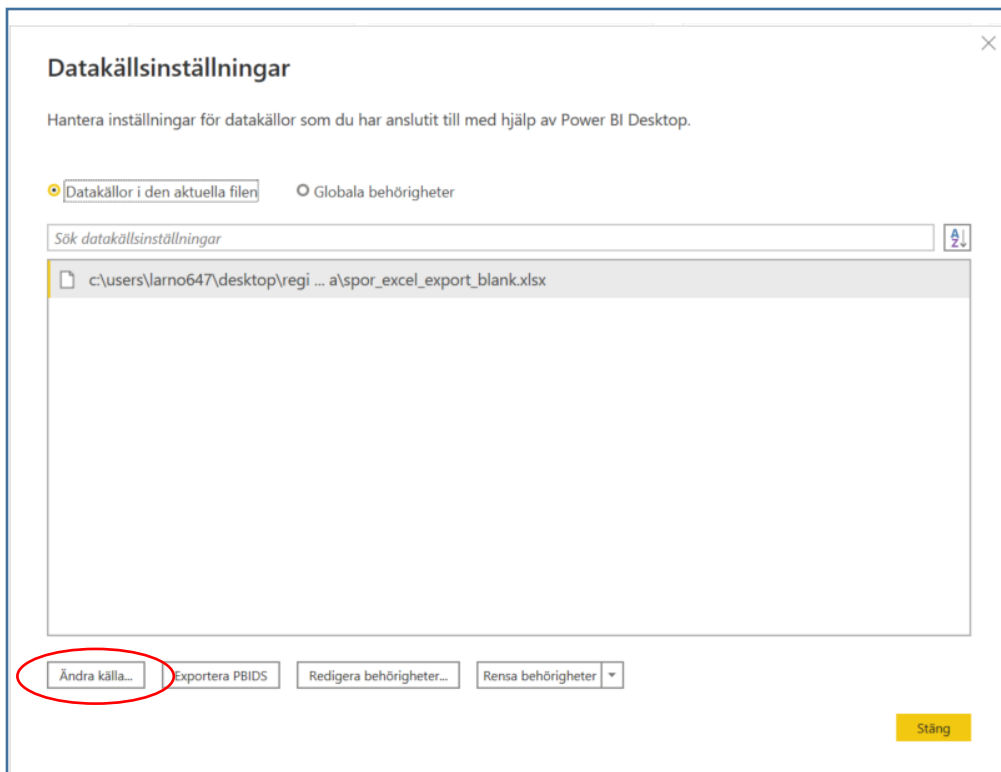 Datakällsinställningar
Hantera inställningar för datakällor som du har anslutit till med hjälp av Power BI Desktop.
Datakällor i den aktuella filen Globala behörigheter
Sök datakällsinställningar
c:\users\larno647\desktop\regi ... a\spor_excel_export_blank.xlsx
Ändra källa... Exportera PBIDS Redigera behörigheter... Rensa behörigheter
Stäng